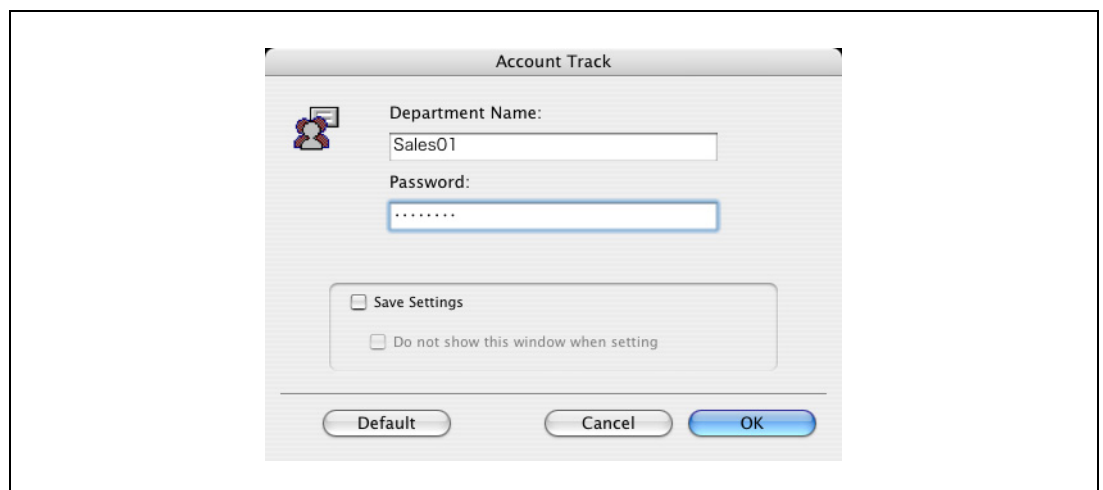 Account Track
Department Name:
Sales01
Password:
········
Save Settings
Do not show this window when setting
Default Cancel OK